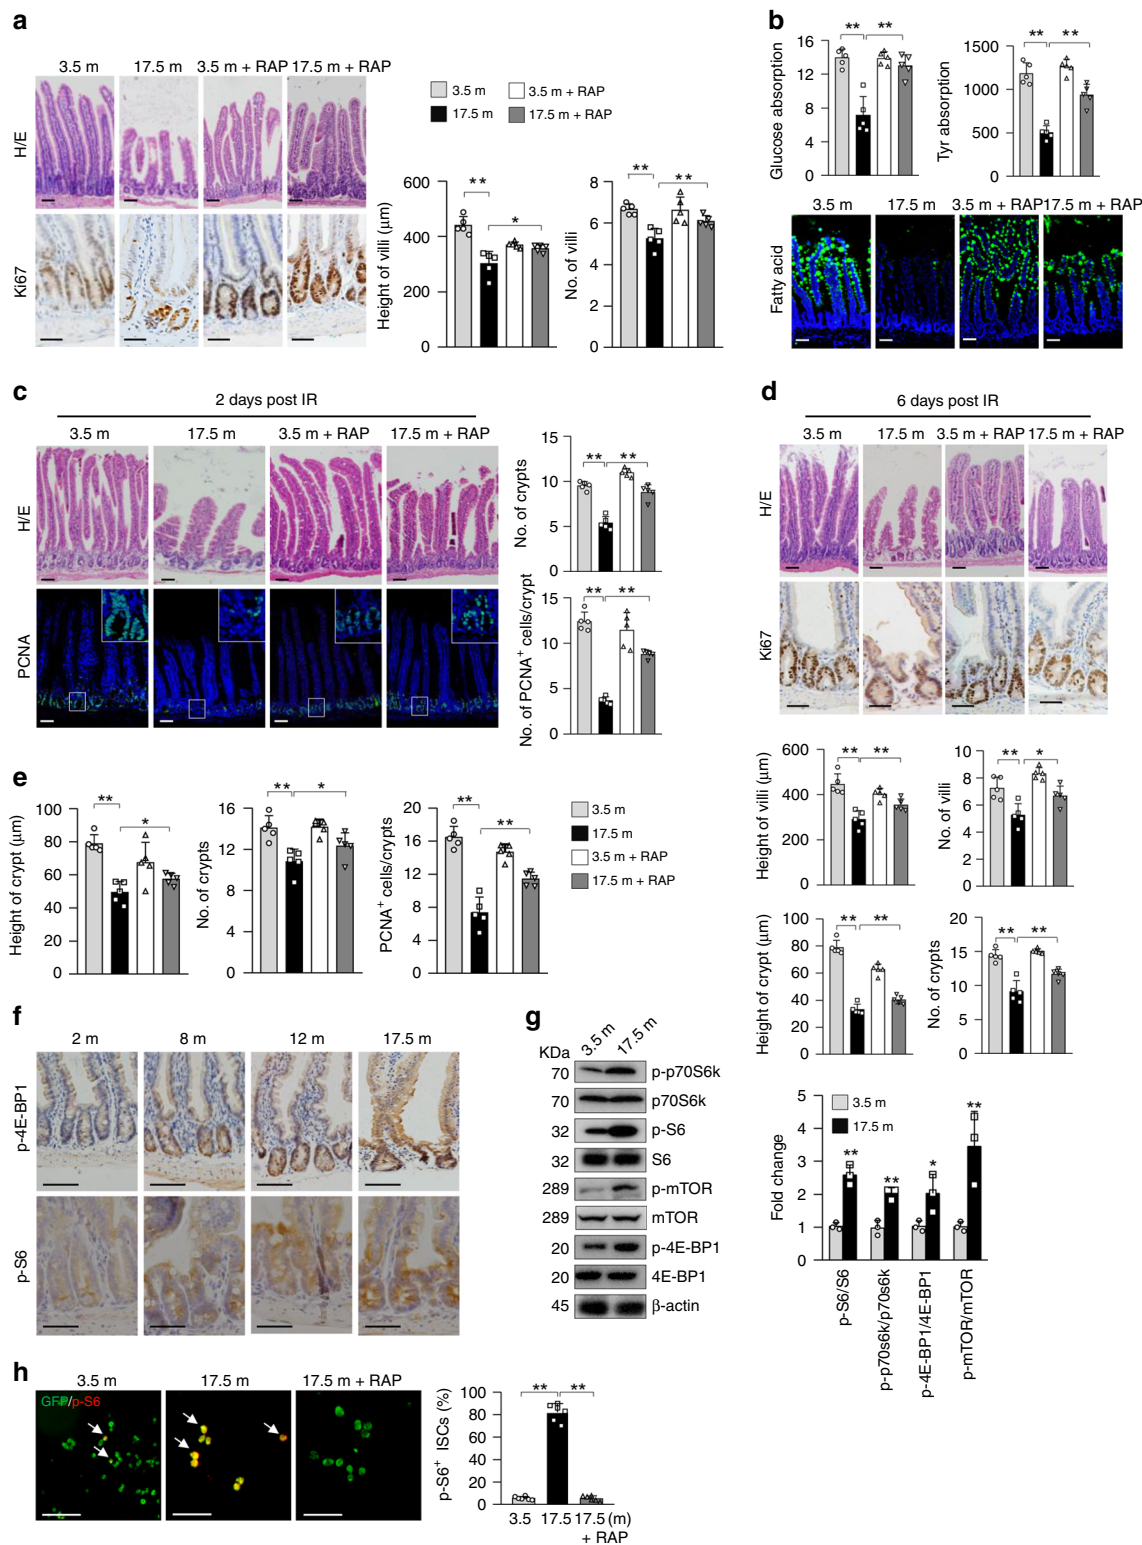 a
3.5 m
17.5 m
3.5 m + RAP
17.5 m + RAP
H/E
Ki67
3.5 m
3.5 m + RAP
17.5 m
17.5 m + RAP
Height of villi (μm)
600
400
200
0
**
*
No. of villi
8
6
4
2
0
**
**
b
Glucose absorption
16
12
8
4
0
**
**
Tyr absorption
1500
1000
500
0
**
**
3.5 m
17.5 m
3.5 m + RAP
17.5 m + RAP
Fatty acid
c
2 days post IR
3.5 m
17.5 m
3.5 m + RAP
17.5 m + RAP
H/E
PCNA
No. of crypts
15
10
5
0
**
**
No. of PCNA+ cells/crypt
15
10
5
0
**
**
d
6 days post IR
3.5 m
17.5 m
3.5 m + RAP
17.5 m + RAP
H/E
Ki67
Height of villi (μm)
600
400
200
0
**
**
No. of villi
10
8
6
4
2
0
**
*
Height of crypt (μm)
100
80
60
40
20
0
**
**
No. of crypts
20
15
10
5
0
**
**
e
Height of crypt (μm)
100
80
60
40
20
0
**
*
No. of crypts
16
12
8
4
0
**
*
PCNA+ cells/crypts
20
16
12
8
4
0
**
**
3.5 m
17.5 m
3.5 m + RAP
17.5 m + RAP
f
2 m
8 m
12 m
17.5 m
p-4E-BP1
p-S6
g
KDa
3.5 m
17.5 m
70
p-p70S6k
70
p70S6k
32
p-S6
32
S6
289
p-mTOR
289
mTOR
20
p-4E-BP1
20
4E-BP1
45
β-actin
Fold change
5
4
3
2
1
0
3.5 m
17.5 m
**
**
*
**
p-S6/S6
p-p70s6k/p70s6k
p-4E-BP1/4E-BP1
p-mTOR/mTOR
h
3.5 m
17.5 m
17.5 m + RAP
GFP/p-S6
p-S6+ ISCs (%)
100
80
60
40
20
0
**
**
3.5
17.5
17.5 (m)
+ RAP